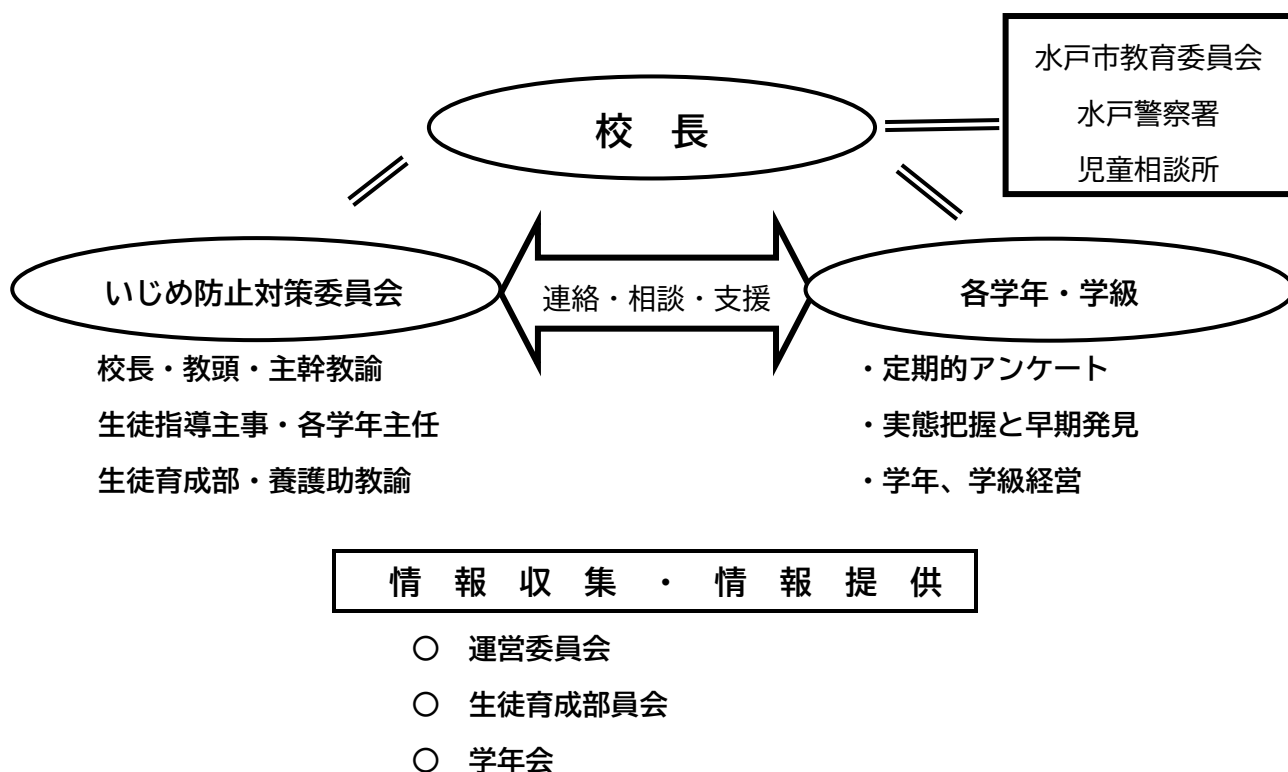 水戸市教育委員会
水戸警察署
児童相談所
校　長
いじめ防止対策委員会
連絡・相談・支援
各学年・学級
校長・教頭・主幹教諭
生徒指導主事・各学年主任
生徒育成部・養護助教諭
・定期的アンケート
・実態把握と早期発見
・学年、学級経営
情　報　収　集　・　情　報　提　供
○　運営委員会
○　生徒育成部員会
○　学年会